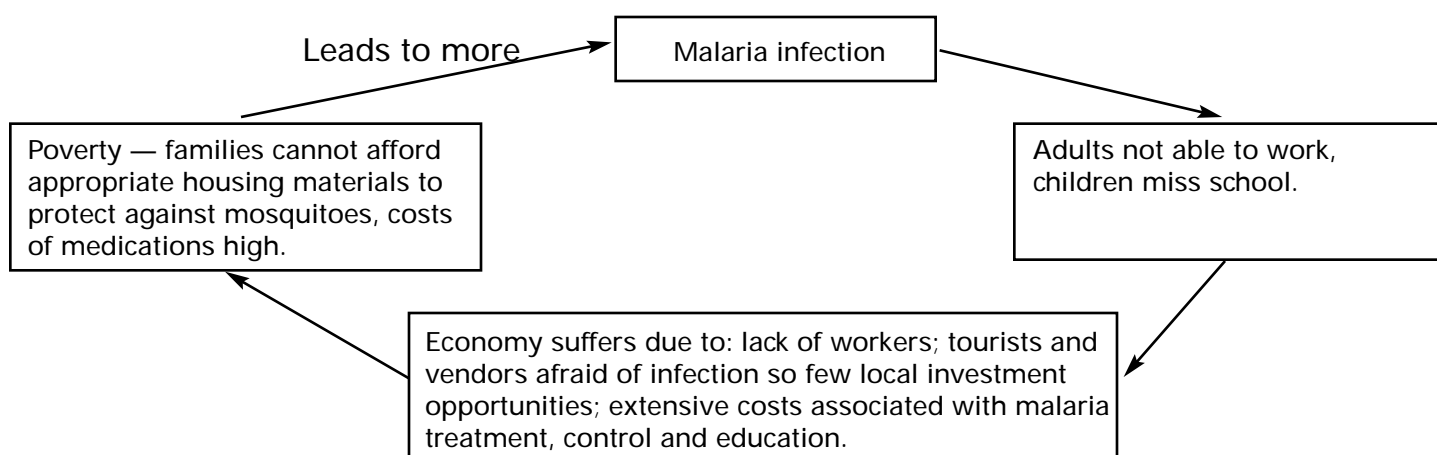 Leads to more
Malaria infection
Poverty — families cannot afford
appropriate housing materials to
protect against mosquitoes, costs
of medications high.
Adults not able to work,
children miss school.
Economy suffers due to: lack of workers; tourists and
vendors afraid of infection so few local investment
opportunities; extensive costs associated with malaria
treatment, control and education.